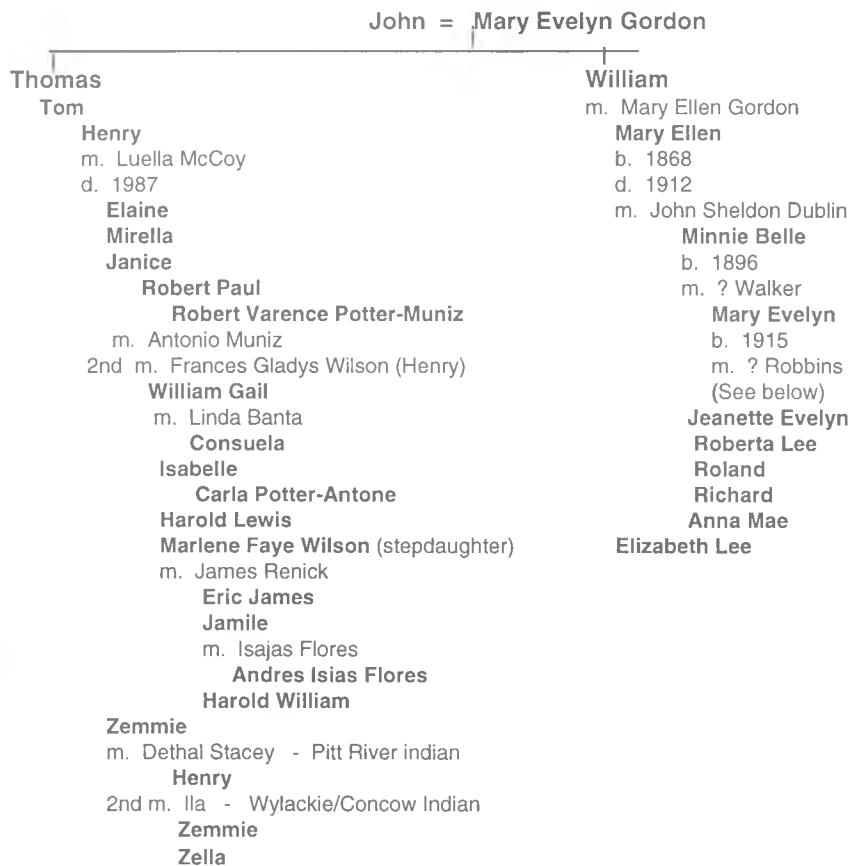 John = Mary Evelyn Gordon
Thomas
Tom
Henry
m. Luella McCoy
d. 1987
Elaine
Mirella
Janice
Robert Paul
Robert Varence Potter-Muniz
m. Antonio Muniz
2nd m. Frances Gladys Wilson (Henry)
William Gail
m. Linda Banta
Consuela
Isabelle
Carla Potter-Antone
Harold Lewis
Marlene Faye Wilson (stepdaughter)
m. James Renick
Eric James
Jamile
m. Isajas Flores
Andres Isias Flores
Harold William
Zemmie
m. Dethal Stacey - Pitt River indian
Henry
2nd m. Ila - Wylackie/Concow Indian
Zemmie
Zella
William
m. Mary Ellen Gordon
Mary Ellen
b. 1868
d. 1912
m. John Sheldon Dublin
Minnie Belle
b. 1896
m. ? Walker
Mary Evelyn
b. 1915
m. ? Robbins
(See below)
Jeanette Evelyn
Roberta Lee
Roland
Richard
Anna Mae
Elizabeth Lee